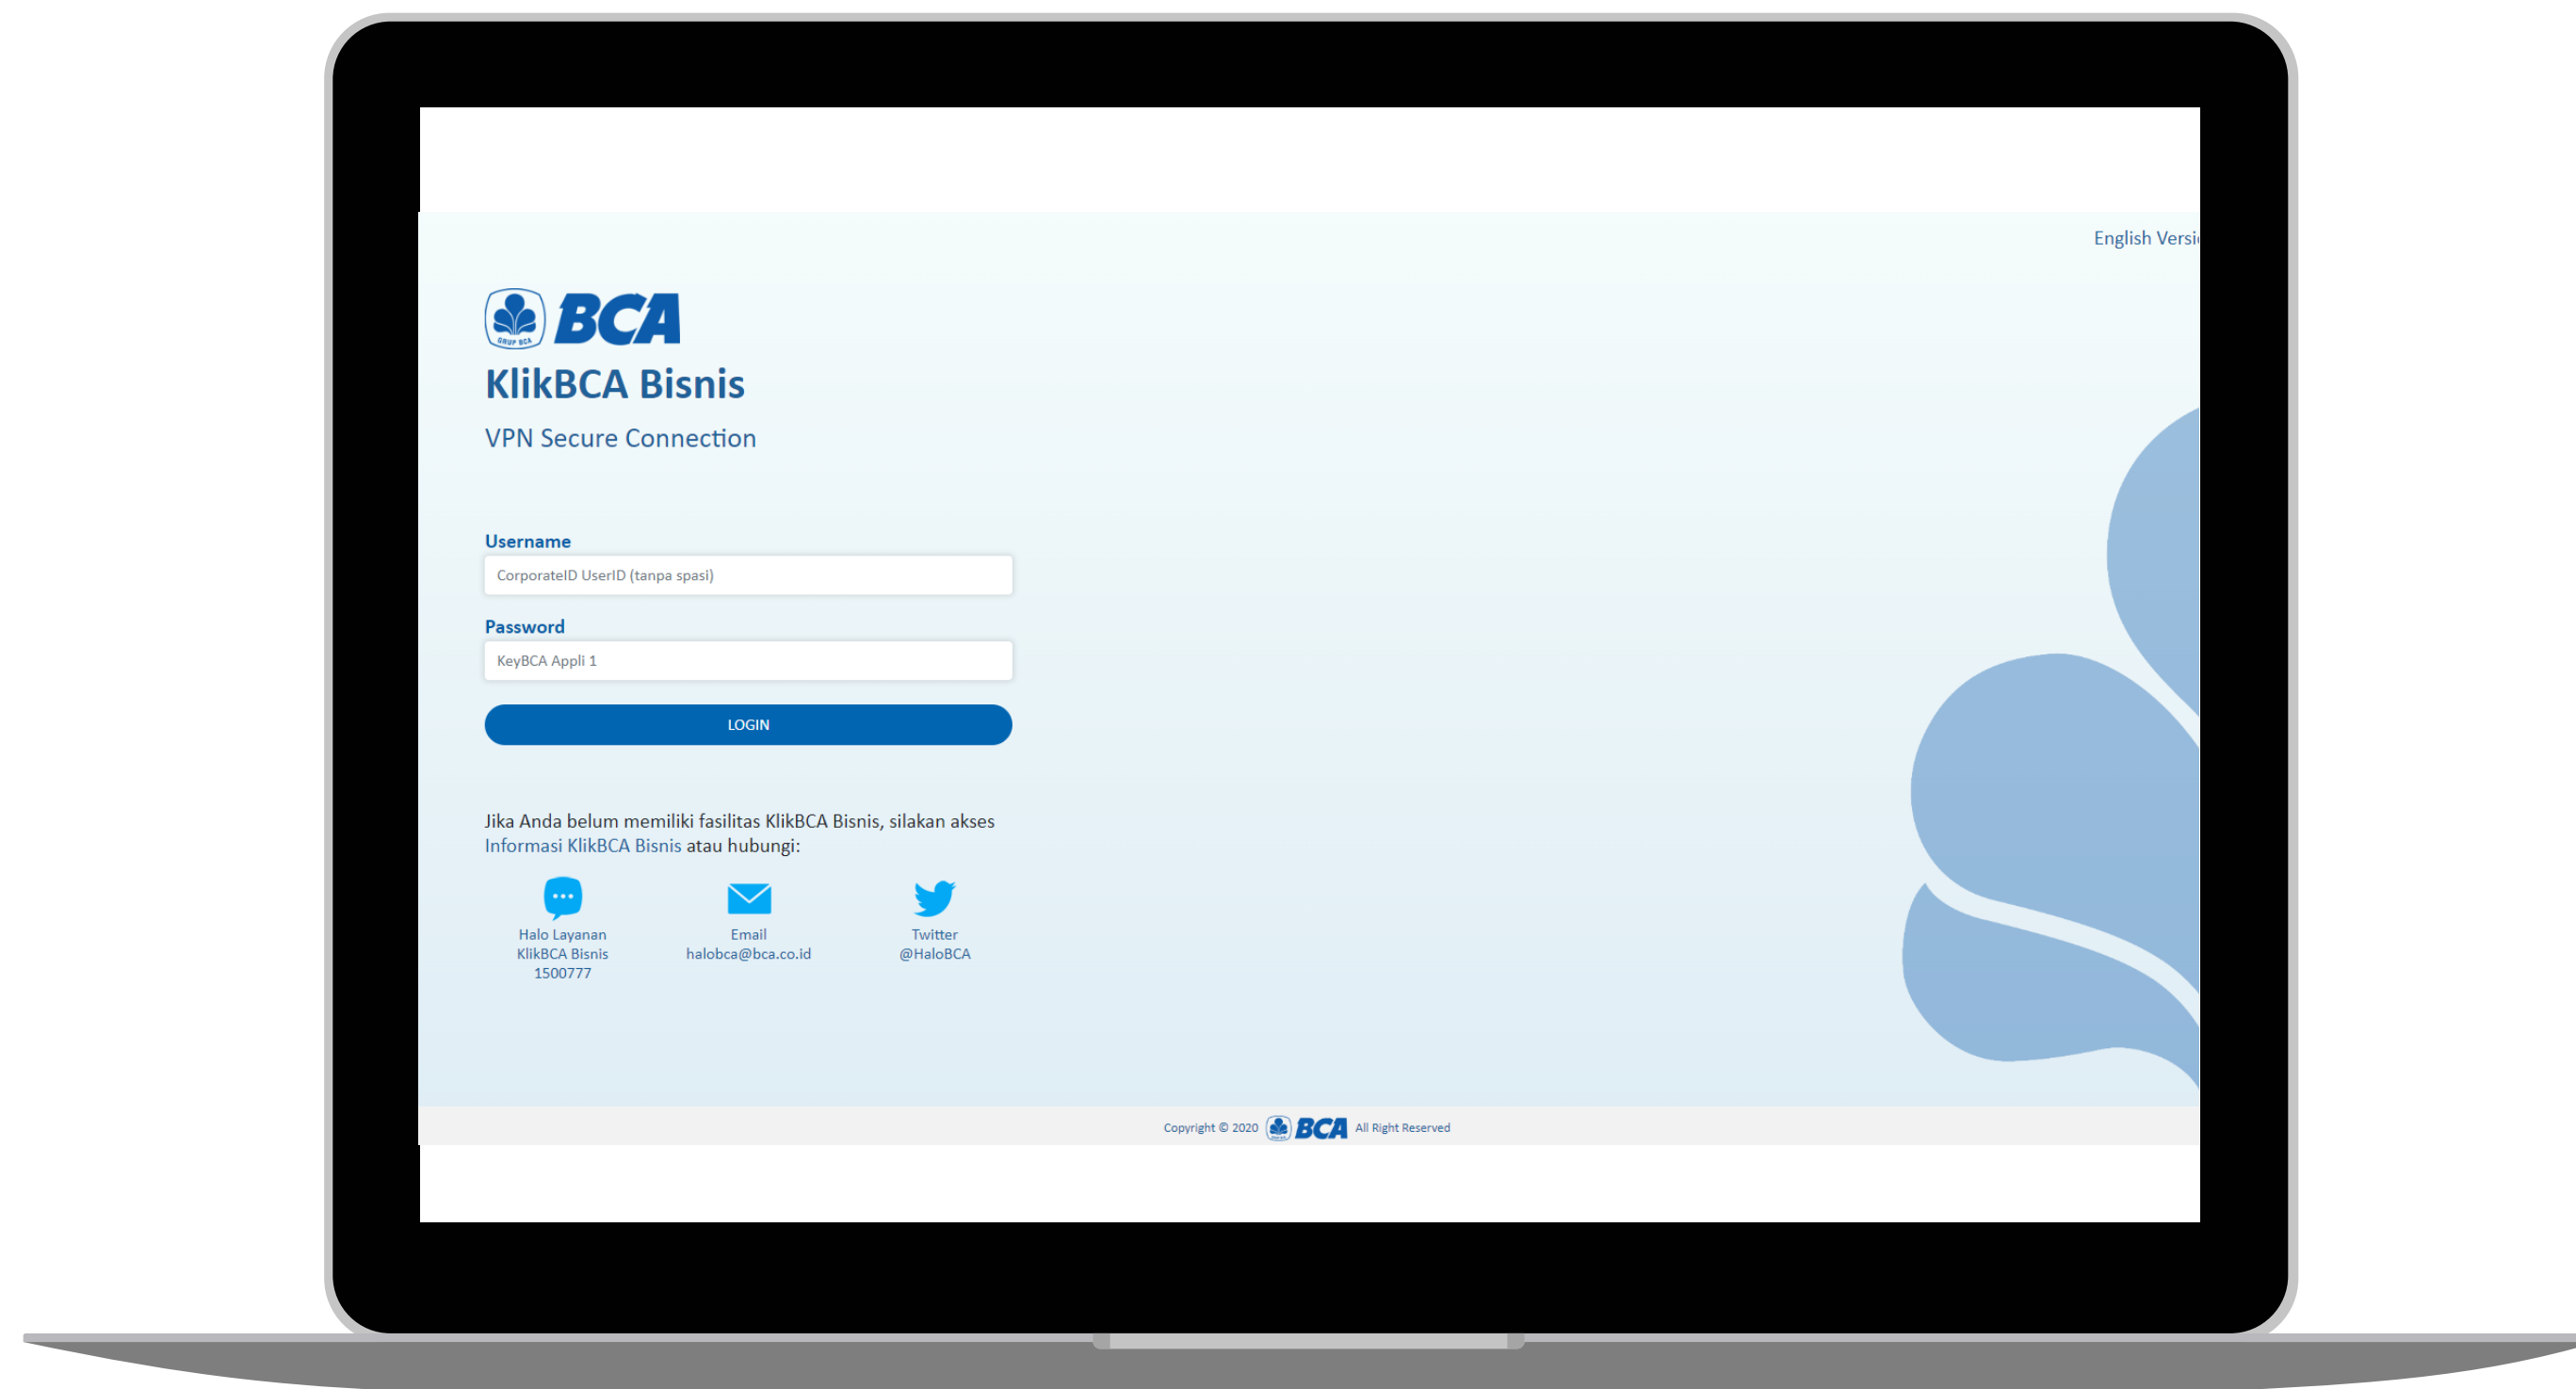 English Versi
GRUP BCA
BCA
KlikBCA Bisnis
VPN Secure Connection
Username
CorporateID UserID (tanpa spasi)
Password
KeyBCA Appli 1
LOGIN
Jika Anda belum memiliki fasilitas KlikBCA Bisnis, silakan akses
Informasi KlikBCA Bisnis atau hubungi:
Halo Layanan
KlikBCA Bisnis
1500777
Email
halobca@bca.co.id
Twitter
@HaloBCA
Copyright © 2020 BCA All Right Reserved